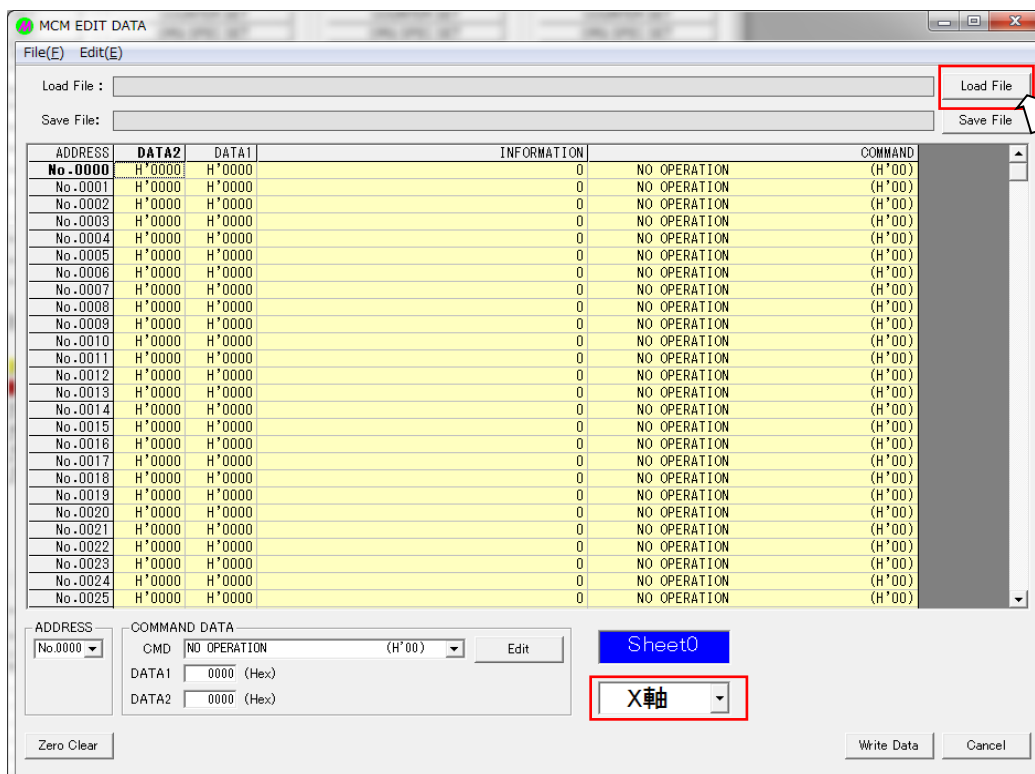 MCM EDIT DATA
File(F) Edit(E)
Load File :
Load File
Save File:
Save File
ADDRESS DATA2 DATA1 INFORMATION COMMAND
No.0000 H'0000 H'0000 0 NO OPERATION (H'00)
No.0001 H'0000 H'0000 0 NO OPERATION (H'00)
No.0002 H'0000 H'0000 0 NO OPERATION (H'00)
No.0003 H'0000 H'0000 0 NO OPERATION (H'00)
No.0004 H'0000 H'0000 0 NO OPERATION (H'00)
No.0005 H'0000 H'0000 0 NO OPERATION (H'00)
No.0006 H'0000 H'0000 0 NO OPERATION (H'00)
No.0007 H'0000 H'0000 0 NO OPERATION (H'00)
No.0008 H'0000 H'0000 0 NO OPERATION (H'00)
No.0009 H'0000 H'0000 0 NO OPERATION (H'00)
No.0010 H'0000 H'0000 0 NO OPERATION (H'00)
No.0011 H'0000 H'0000 0 NO OPERATION (H'00)
No.0012 H'0000 H'0000 0 NO OPERATION (H'00)
No.0013 H'0000 H'0000 0 NO OPERATION (H'00)
No.0014 H'0000 H'0000 0 NO OPERATION (H'00)
No.0015 H'0000 H'0000 0 NO OPERATION (H'00)
No.0016 H'0000 H'0000 0 NO OPERATION (H'00)
No.0017 H'0000 H'0000 0 NO OPERATION (H'00)
No.0018 H'0000 H'0000 0 NO OPERATION (H'00)
No.0019 H'0000 H'0000 0 NO OPERATION (H'00)
No.0020 H'0000 H'0000 0 NO OPERATION (H'00)
No.0021 H'0000 H'0000 0 NO OPERATION (H'00)
No.0022 H'0000 H'0000 0 NO OPERATION (H'00)
No.0023 H'0000 H'0000 0 NO OPERATION (H'00)
No.0024 H'0000 H'0000 0 NO OPERATION (H'00)
No.0025 H'0000 H'0000 0 NO OPERATION (H'00)
ADDRESS
No.0000
COMMAND DATA
CMD NO OPERATION (H'00)
Edit
DATA1 0000 (Hex)
DATA2 0000 (Hex)
Sheet0
X軸
Zero Clear
Write Data
Cancel